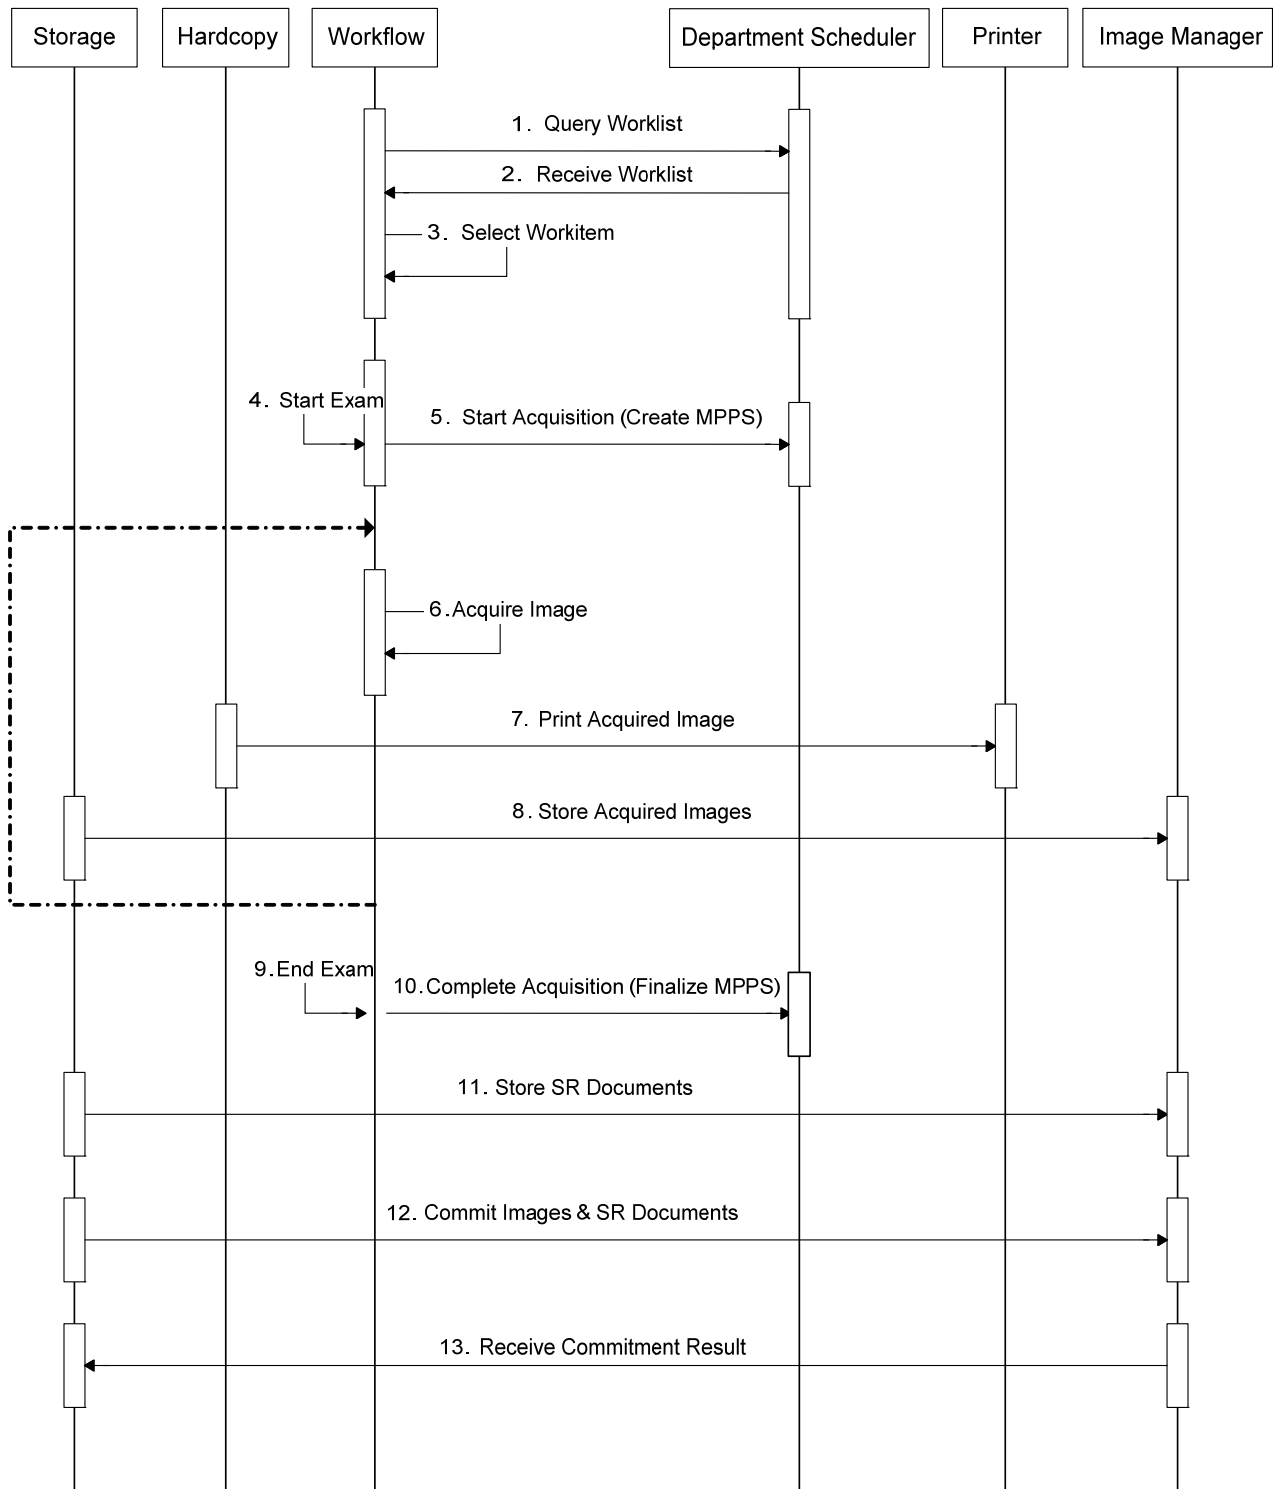 Storage
Hardcopy
Workflow
Department Scheduler
Printer
Image Manager
1. Query Worklist
2. Receive Worklist
3. Select Workitem
4. Start Exam
5. Start Acquisition (Create MPPS)
6.Acquire Image
7. Print Acquired Image
8. Store Acquired Images
9.End Exam
10.Complete Acquisition (Finalize MPPS)
11. Store SR Documents
12. Commit Images & SR Documents
13. Receive Commitment Result